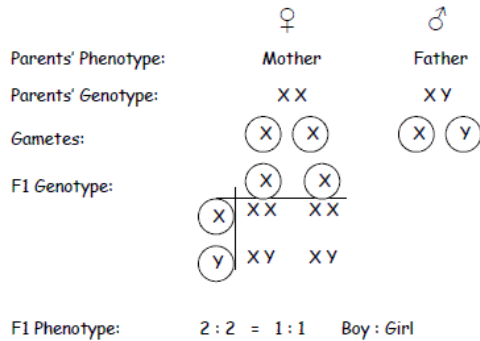 ♀ ♂
Parents' Phenotype: Mother Father
Parents' Genotype: X X X Y
Gametes: X X X Y
F1 Genotype: X X
X X X X X
Y X Y X Y
F1 Phenotype: 2 : 2 = 1 : 1 Boy : Girl